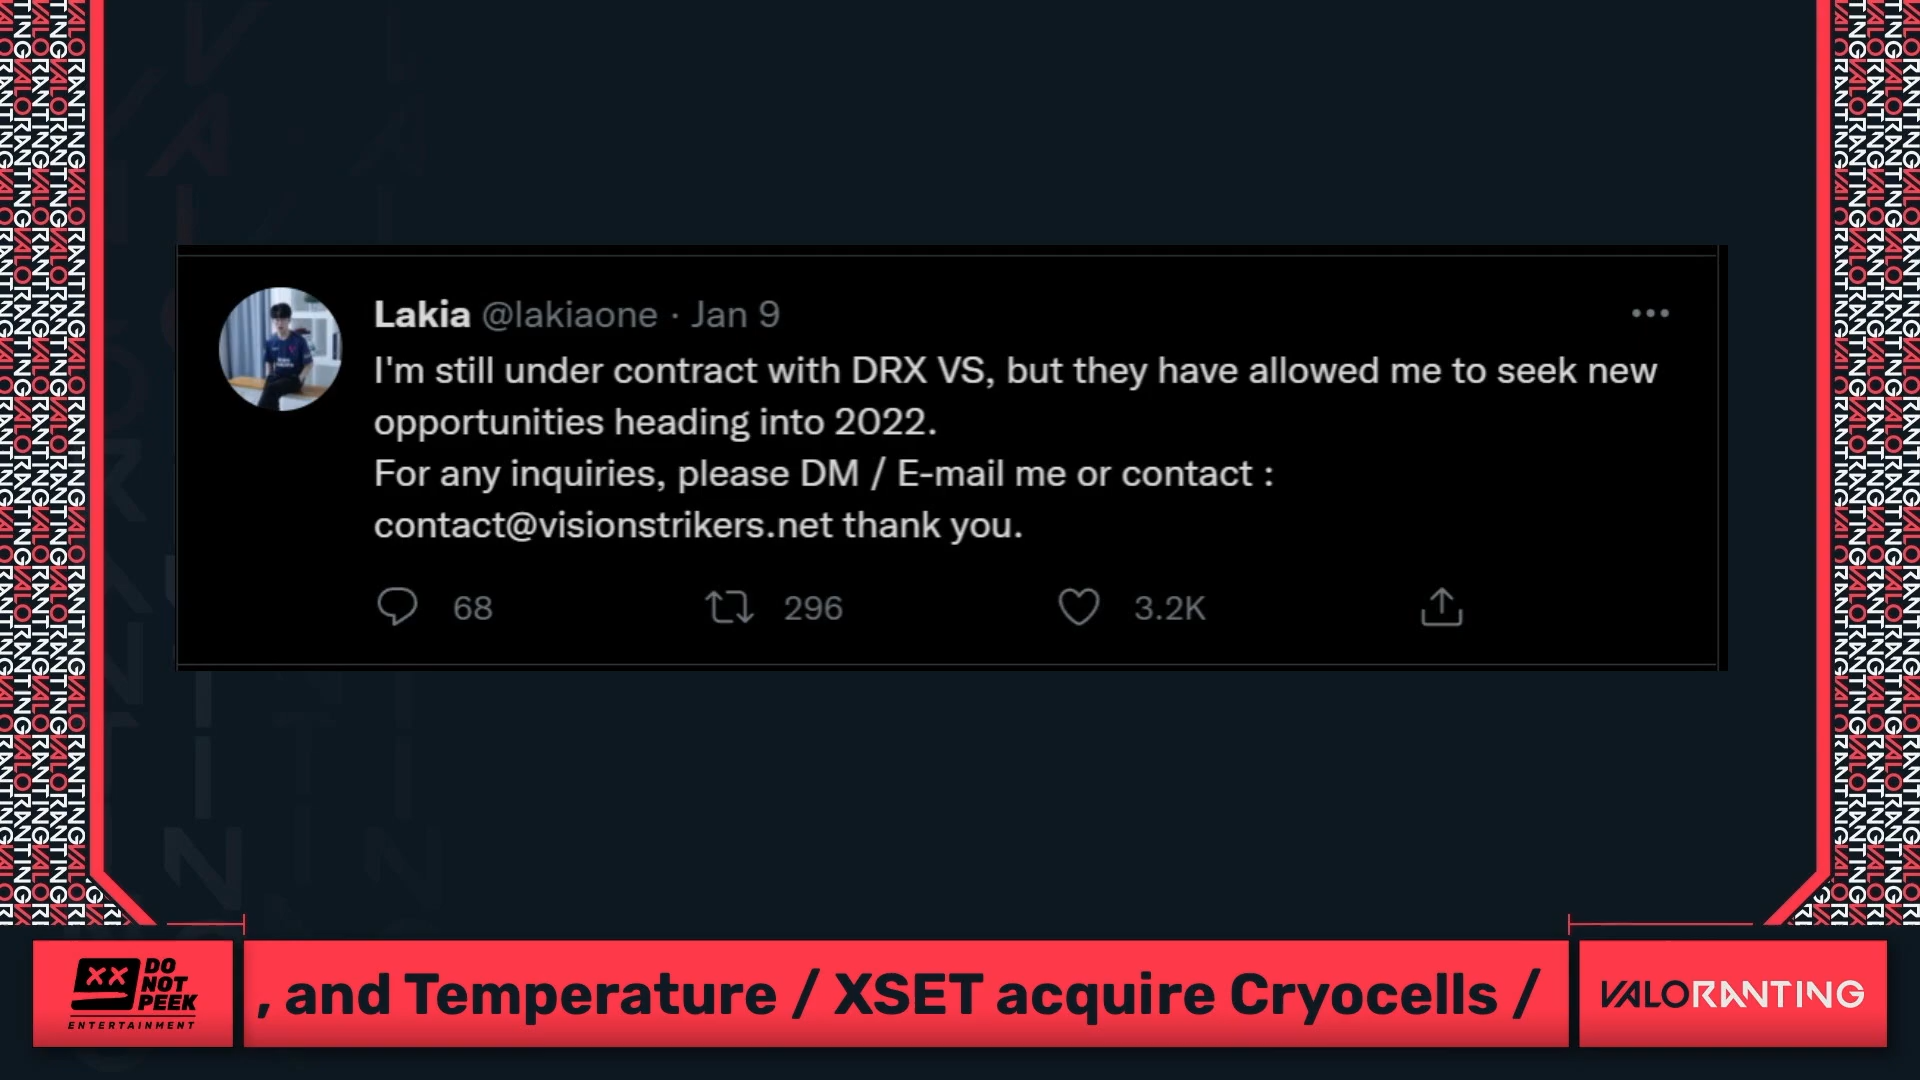 Lakia @lakiaone · Jan 9
I'm still under contract with DRX VS, but they have allowed me to seek new
opportunities heading into 2022.
For any inquiries, please DM / E-mail me or contact :
contact@visionstrikers.net thank you.
68 296 3.2K
DO
NOT
PEEK
ENTERTAINMENT
, and Temperature / XSET acquire Cryocells /
VALORANTING